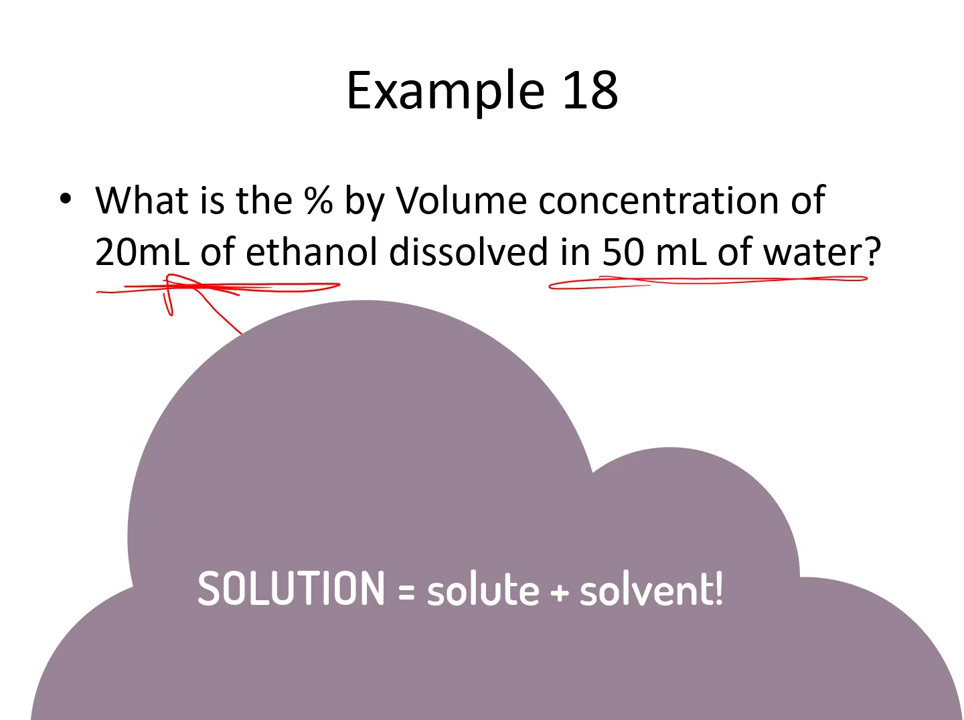 Example 18
• What is the % by Volume concentration of
20mL of ethanol dissolved in 50 mL of water?
SOLUTION = solute + solvent!